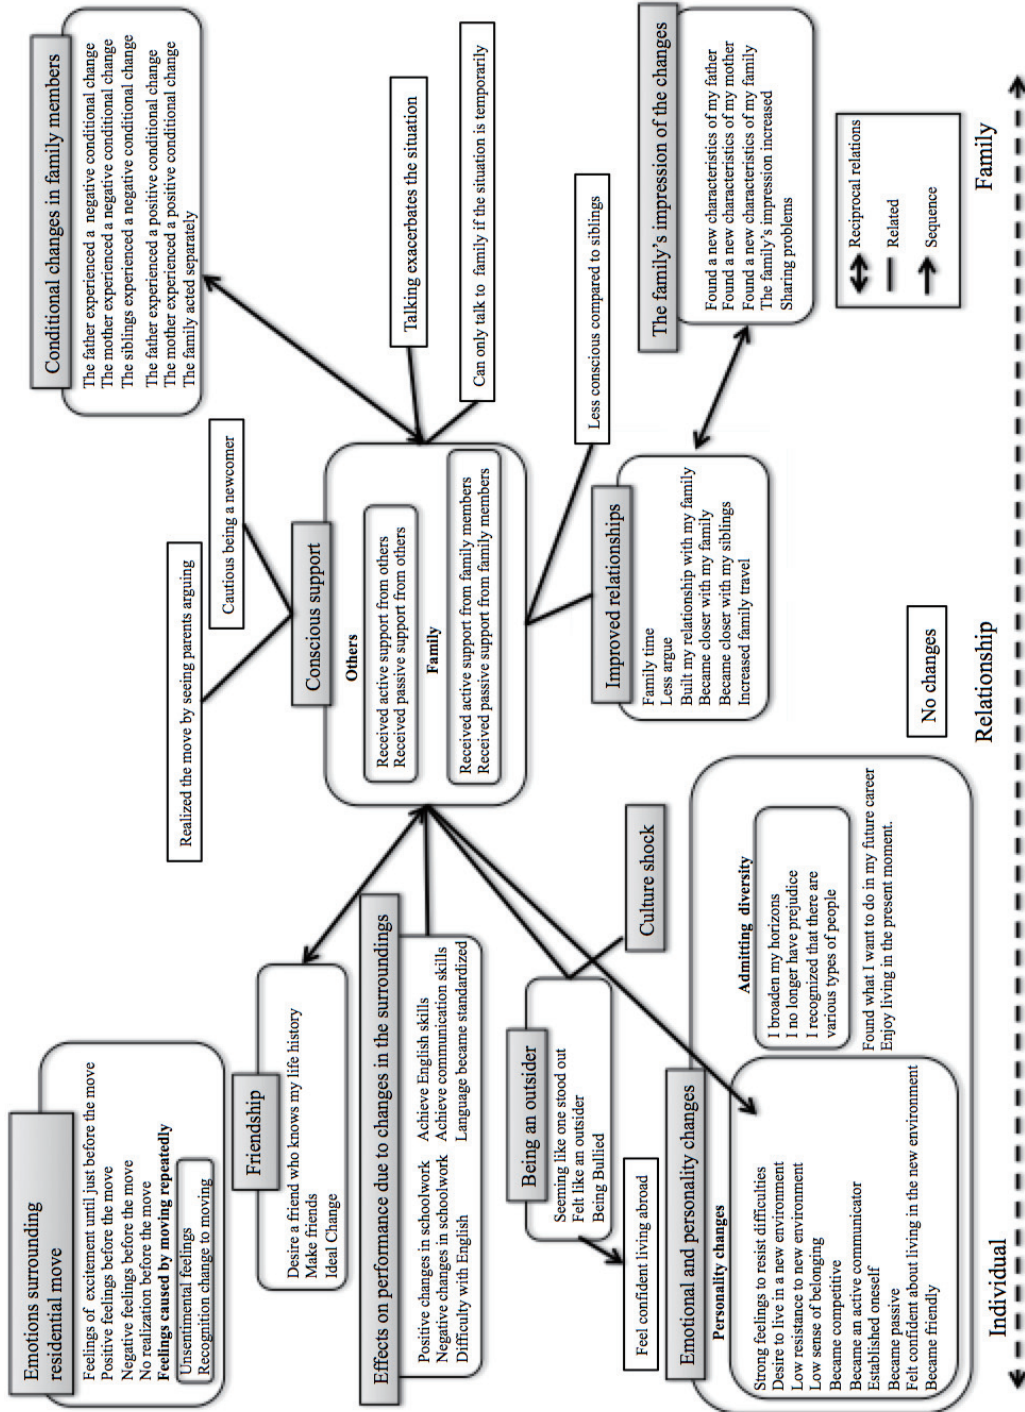 Emotions surrounding
residential move
Feelings of excitement until just before the move
Positive feelings before the move
Negative feelings before the move
No realization before the move
Feelings caused by moving repeatedly
Unsentimental feelings
Recognition change to moving
Realized the move by seeing parents arguing
Cautious being a newcomer
Conditional changes in family members
The father experienced a negative conditional change
The mother experienced a negative conditional change
The siblings experienced a negative conditional change
The father experienced a positive conditional change
The mother experienced a positive conditional change
The family acted separately
Friendship
Desire a friend who knows my life history
Make friends
Ideal Change
Conscious support
Others
Received active support from others
Received passive support from others
Family
Received active support from family members
Received passive support from family members
Talking exacerbates the situation
Can only talk to family if the situation is temporarily
Effects on performance due to changes in the surroundings
Positive changes in schoolwork
Negative changes in schoolwork
Difficulty with English
Achieve English skills
Achieve communication skills
Language became standardized
Being an outsider
Seeming like one stood out
Felt like an outsider
Being Bullied
Culture shock
Less conscious compared to siblings
Feel confident living abroad
Improved relationships
Family time
Less argue
Built my relationship with my family
Became closer with my family
Became closer with my siblings
Increased family travel
The family's impression of the changes
Found a new characteristics of my father
Found a new characteristics of my mother
Found a new characteristics of my family
The family's impression increased
Sharing problems
Emotional and personality changes
Personality changes
Strong feelings to resist difficulties
Desire to live in a new environment
Low resistance to new environment
Low sense of belonging
Became competitive
Became an active communicator
Established oneself
Became passive
Felt confident about living in the new environment
Became friendly
Admitting diversity
I broaden my horizons
I no longer have prejudice
I recognized that there are
various types of people
Found what I want to do in my future career
Enjoy living in the present moment.
No changes
Reciprocal relations
Related
Sequence
Individual
Relationship
Family